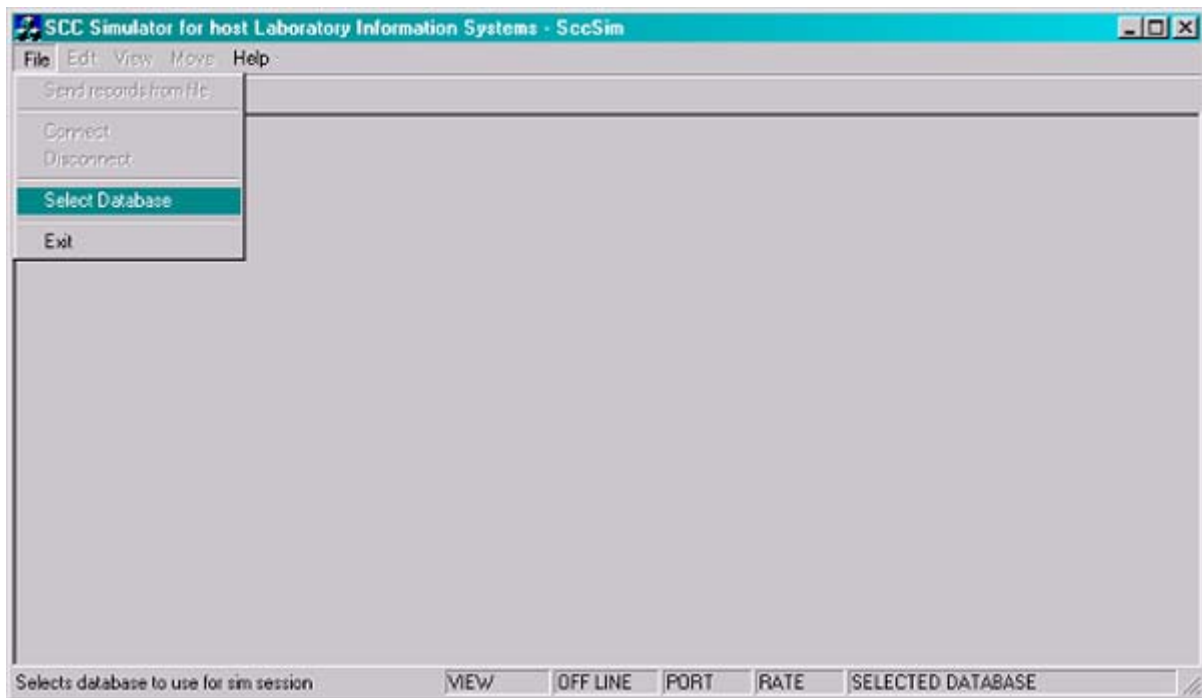 SCC Simulator for host Laboratory Information Systems - SccSim
File Edit View Move Help
Send records from file
Connect
Disconnect
Select Database
Exit
Selects database to use for sim session VIEW OFF LINE PORT RATE SELECTED DATABASE